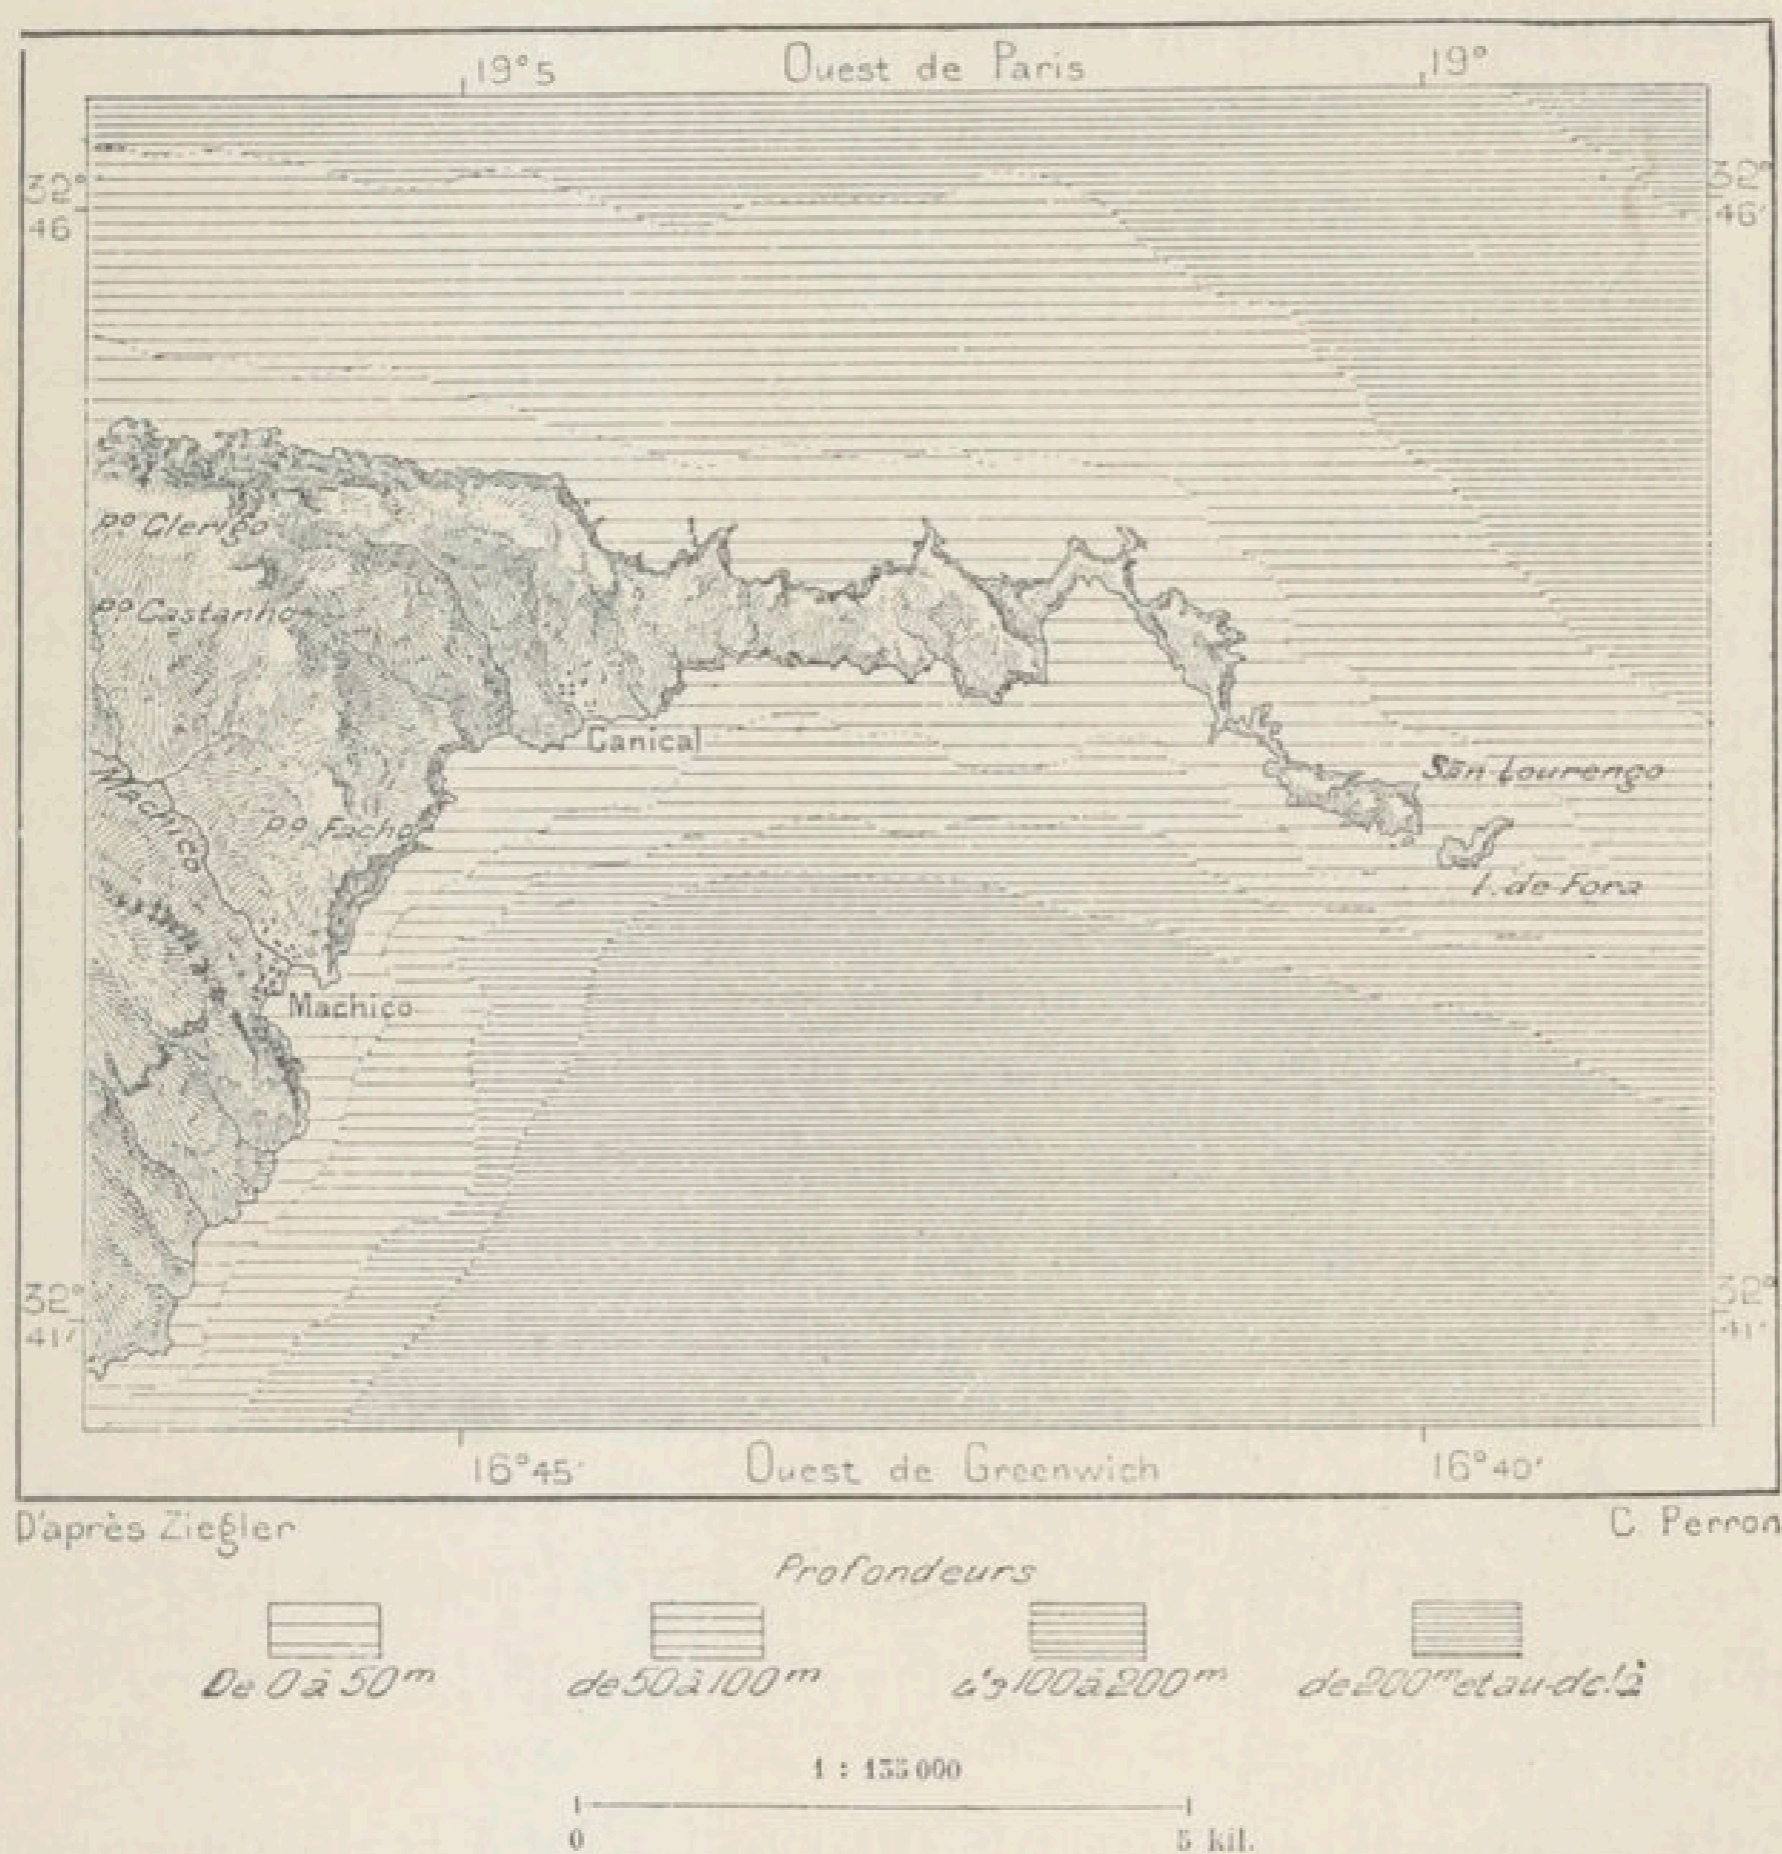 19°5 Ouest de Paris 19°
32° 32°
46 46'
Pº Clerigo
Pº Castanho
Canical
San Lourenço
Machico
Pº Facho
I. de Fora
Machico
32° 32°
41' 41'
16°45' Ouest de Greenwich 16°40'
D'après Ziegler C Perron
Profondeurs
De 0 à 50m de 50 à 100m 100 à 200m de 200m et au-delà
1 : 135 000
0 5 kil.